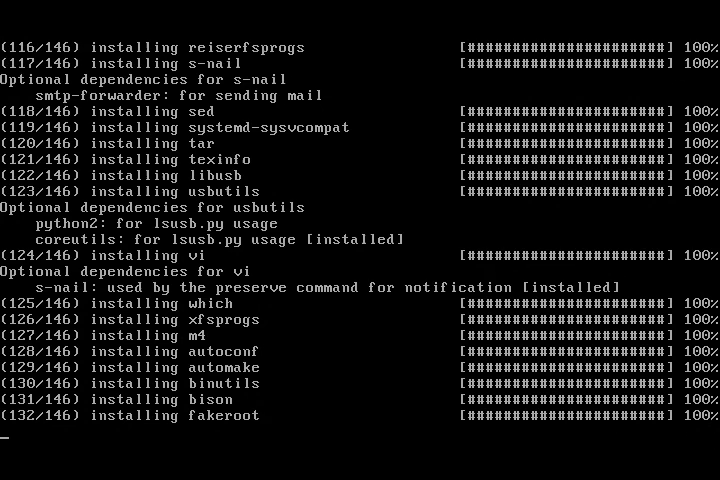 (116/146) installing reiserfsprogs [######################] 100%
(117/146) installing s-nail [######################] 100%
Optional dependencies for s-nail
smtp-forwarder: for sending mail
(118/146) installing sed [######################] 100%
(119/146) installing systemd-sysvcompat [######################] 100%
(120/146) installing tar [######################] 100%
(121/146) installing texinfo [######################] 100%
(122/146) installing libusb [######################] 100%
(123/146) installing usbutils [######################] 100%
Optional dependencies for usbutils
python2: for lsusb.py usage
coreutils: for lsusb.py usage [installed]
(124/146) installing vi [######################] 100%
Optional dependencies for vi
s-nail: used by the preserve command for notification [installed]
(125/146) installing which [######################] 100%
(126/146) installing xfsprogs [######################] 100%
(127/146) installing m4 [######################] 100%
(128/146) installing autoconf [######################] 100%
(129/146) installing automake [######################] 100%
(130/146) installing binutils [######################] 100%
(131/146) installing bison [######################] 100%
(132/146) installing fakeroot [######################] 100%